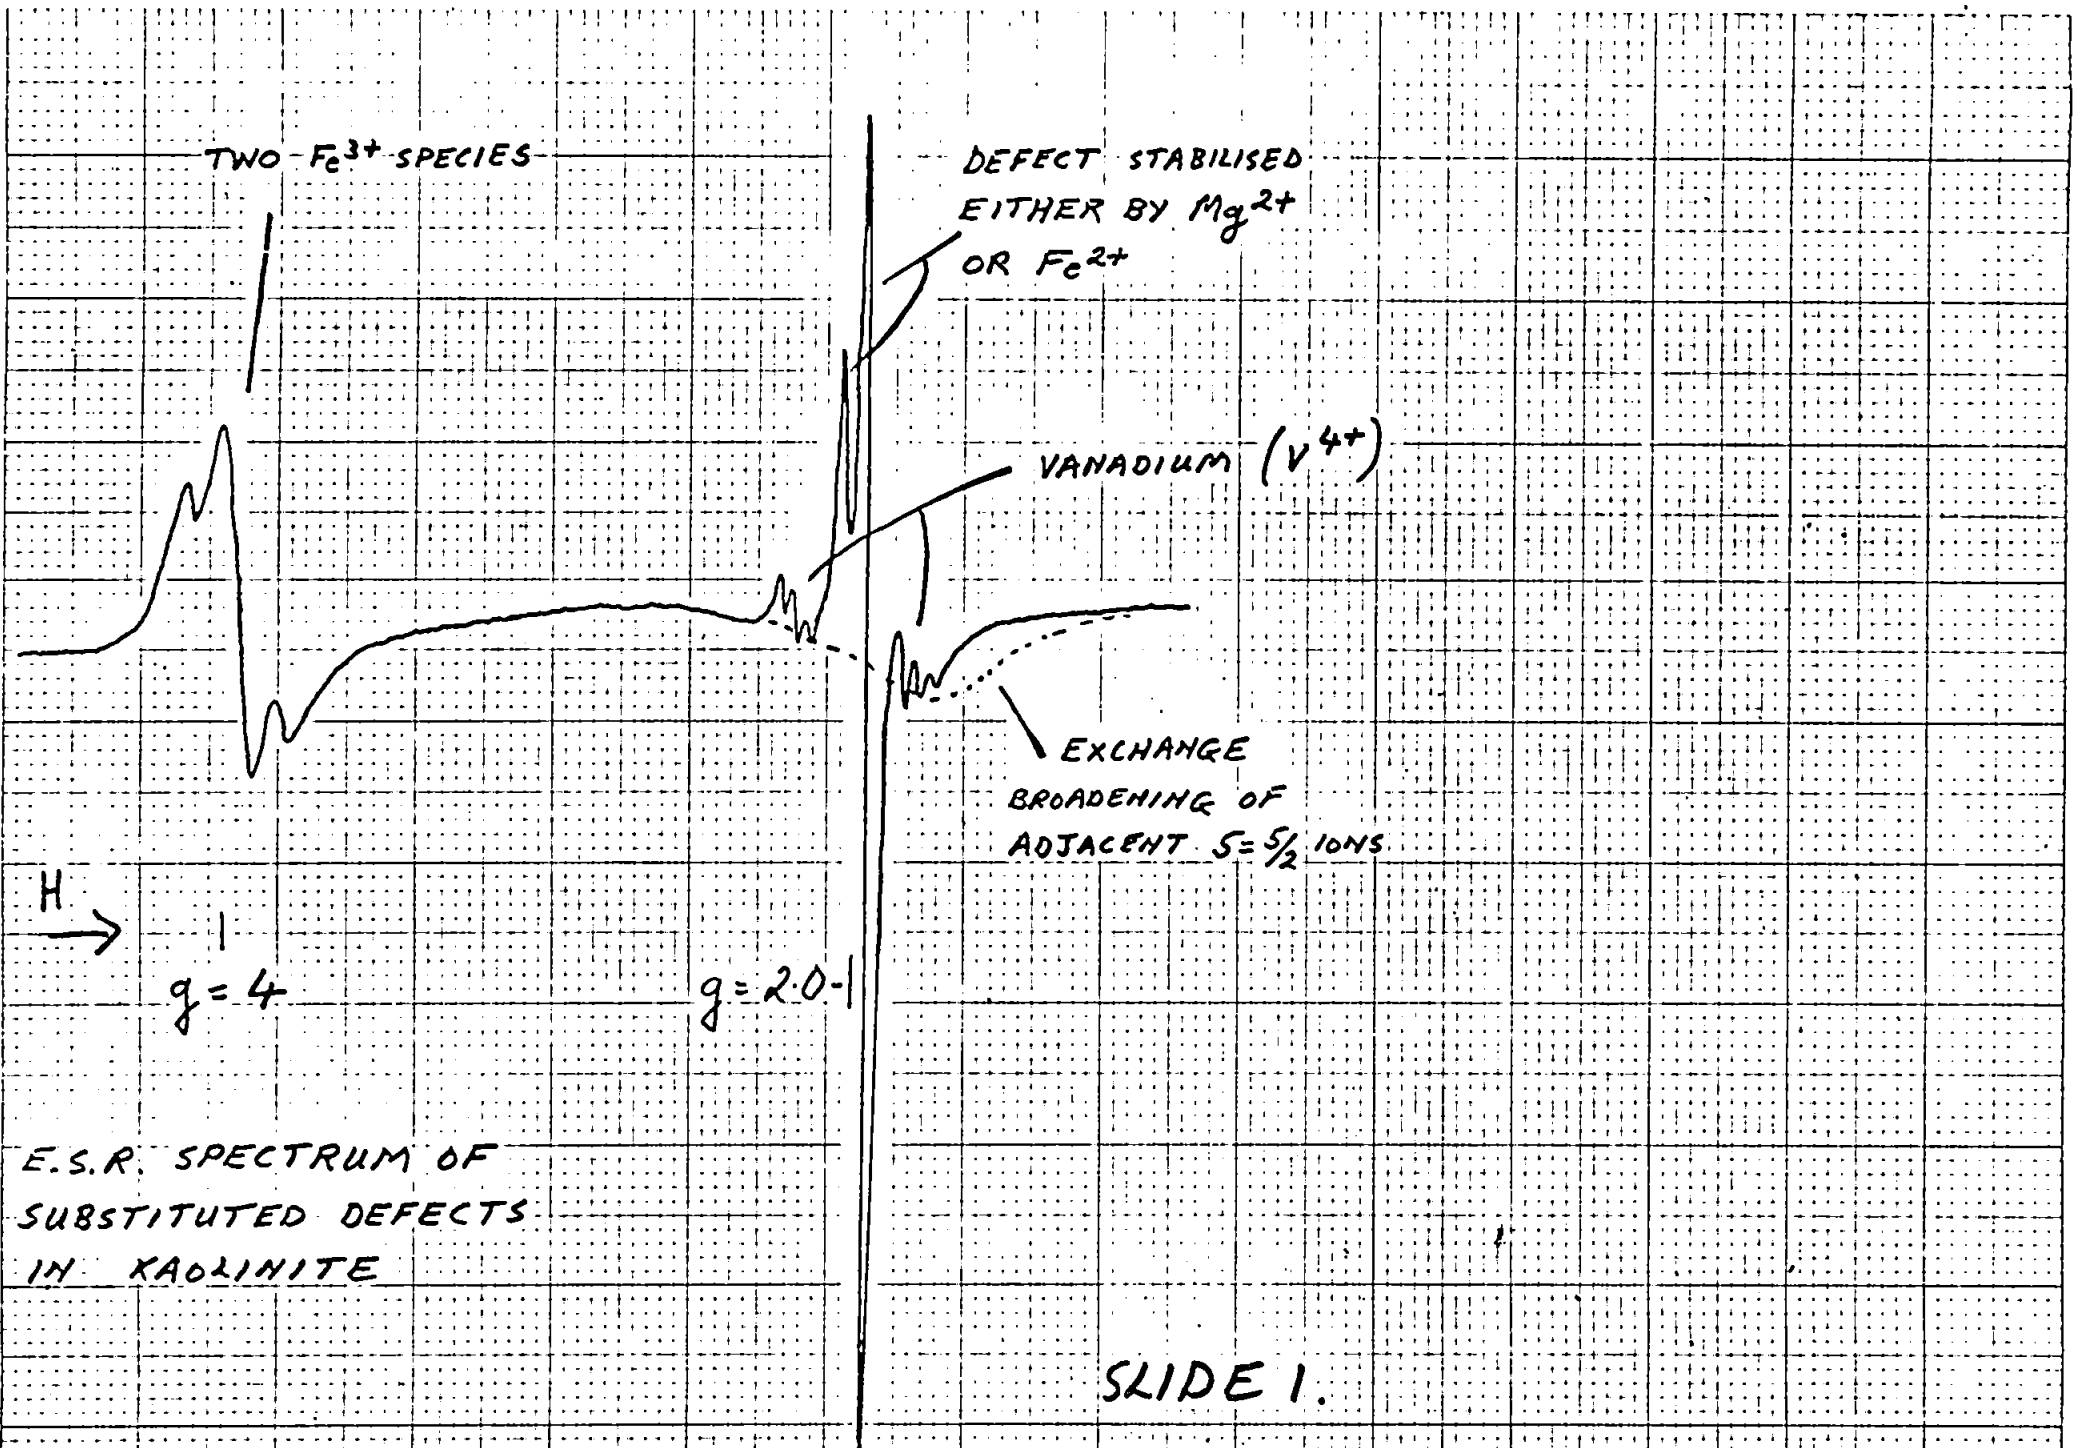 TWO Fe³⁺ SPECIES
DEFECT STABILISED
EITHER BY Mg²⁺
OR Fe²⁺
VANADIUM (V⁴⁺)
EXCHANGE
BROADENING OF
ADJACENT S=5/2 IONS
H
g = 4
g = 2.0
E.S.R. SPECTRUM OF
SUBSTITUTED DEFECTS
IN KAOLINITE
SLIDE 1.